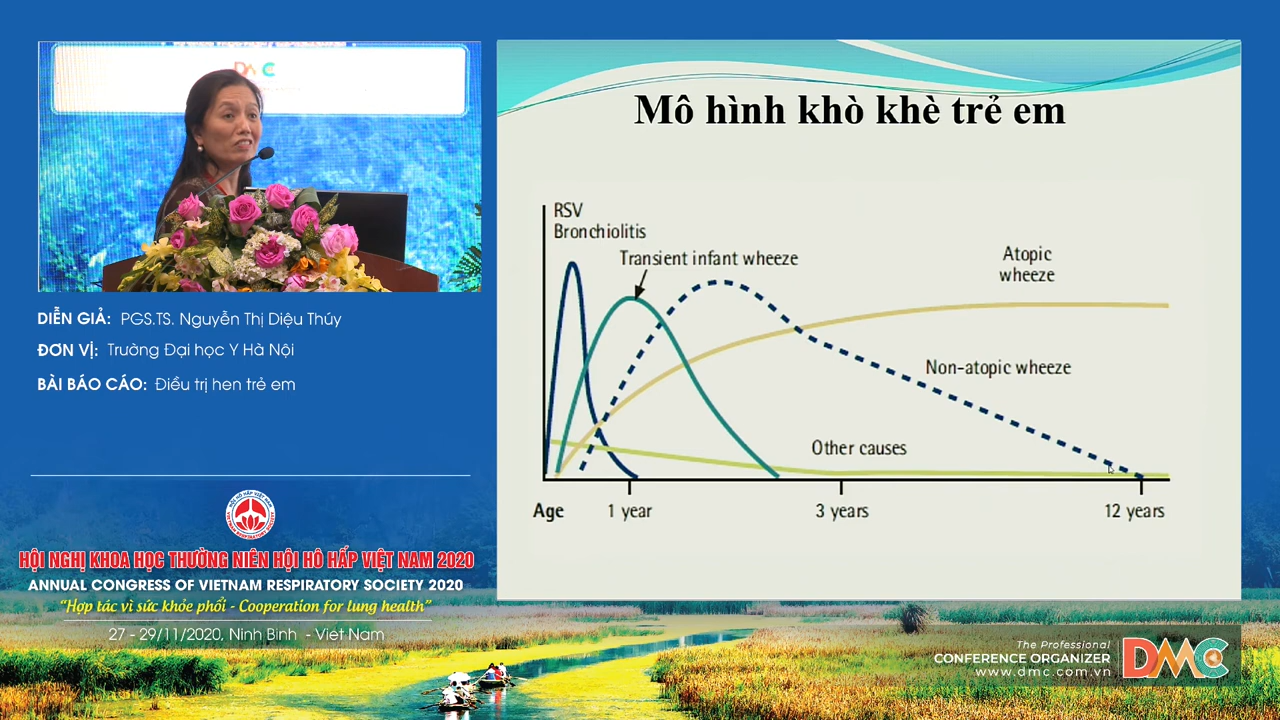 DMC
DIỄN GIẢ: PGS.TS. Nguyễn Thị Diệu Thúy
ĐƠN VỊ: Trường Đại học Y Hà Nội
BÀI BÁO CÁO: Điều trị hen trẻ em
HỘI NGHỊ KHOA HỌC THƯỜNG NIÊN HỘI HÔ HẤP VIỆT NAM 2020
ANNUAL CONGRESS OF VIETNAM RESPIRATORY SOCIETY 2020
“Hợp tác vì sức khỏe phổi - Cooperation for lung health”
27 - 29/11/2020, Ninh Bình - Việt Nam
Mô hình khò khè trẻ em
RSV
Bronchiolitis
Transient infant wheeze
Atopic
wheeze
Non-atopic wheeze
Other causes
Age 1 year 3 years 12 years
The Professional
CONFERENCE ORGANIZER
www.dmc.com.vn
DMC